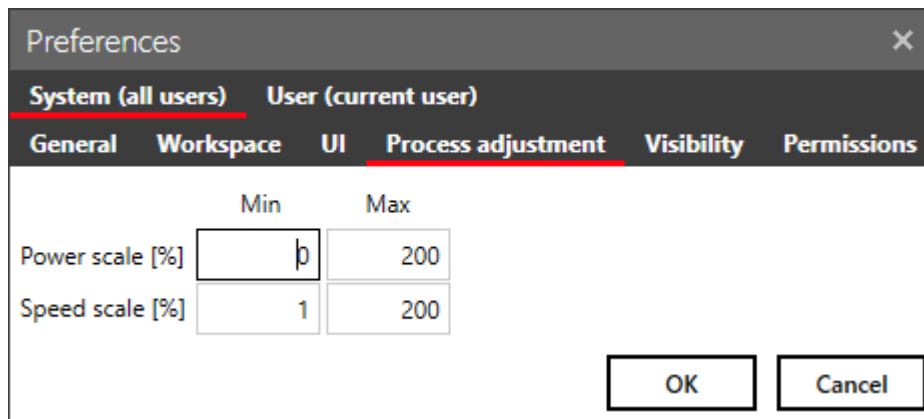 Preferences
System (all users) User (current user)
General Workspace UI Process adjustment Visibility Permissions
Min Max
Power scale [%] 0 200
Speed scale [%] 1 200
OK Cancel